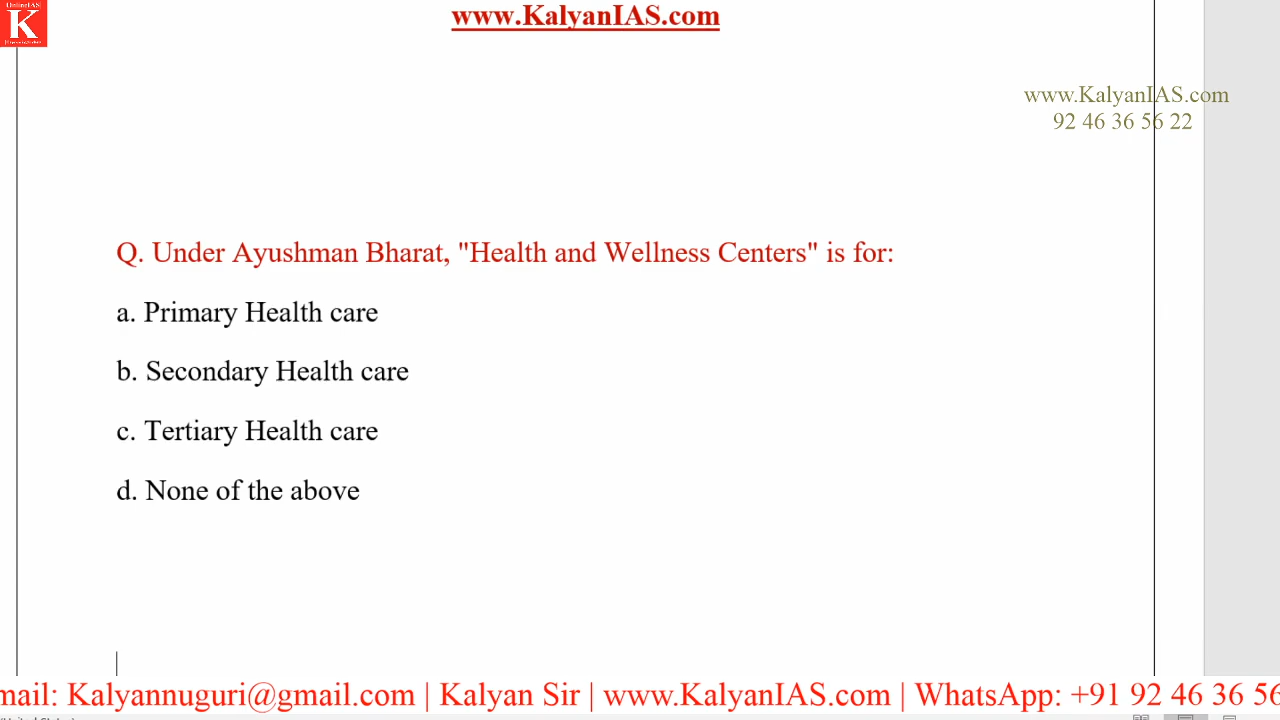 OnlineIAS
K
www.KalyanIAS.com
www.KalyanIAS.com
92 46 36 56 22
Q. Under Ayushman Bharat, "Health and Wellness Centers" is for:
a. Primary Health care
b. Secondary Health care
c. Tertiary Health care
d. None of the above
mail: Kalyannuguri@gmail.com | Kalyan Sir | www.KalyanIAS.com | WhatsApp: +91 92 46 36 56